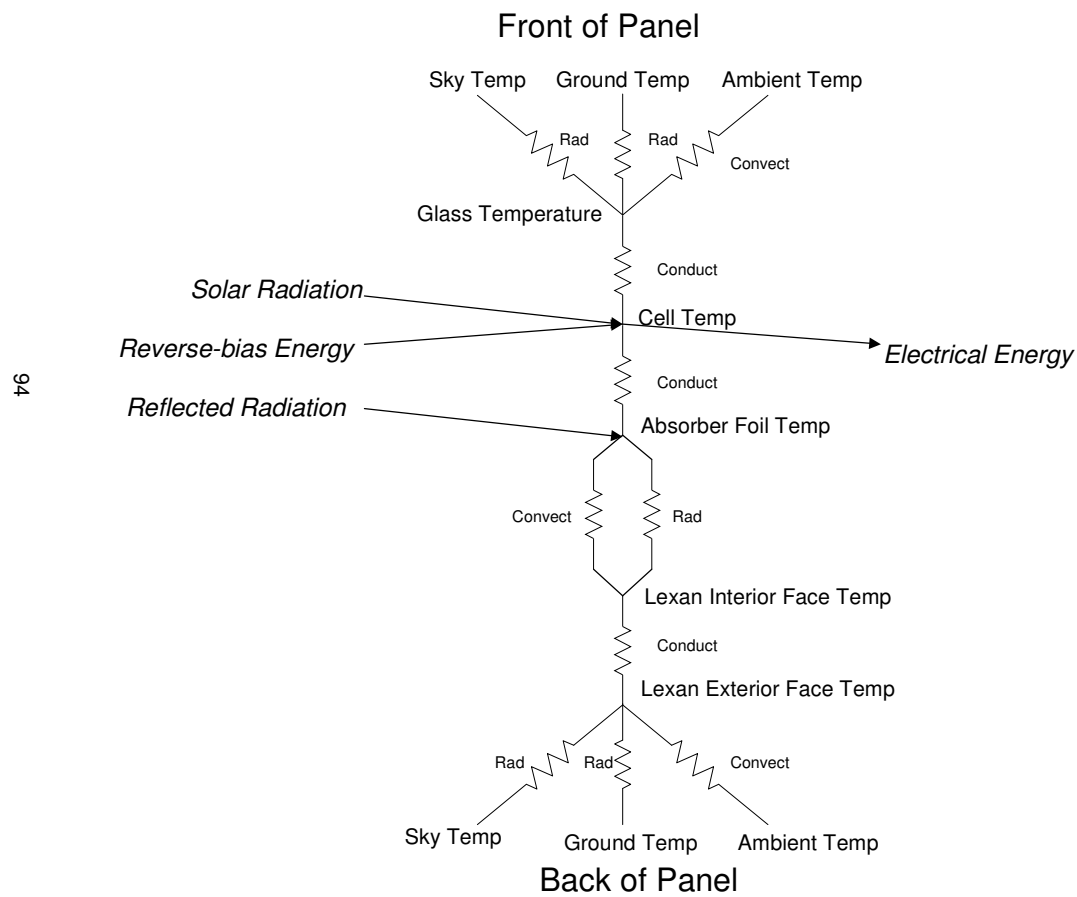 Front of Panel
Sky Temp Ground Temp Ambient Temp
Rad Rad
Convect
Glass Temperature
Conduct
Solar Radiation
Cell Temp
Reverse-bias Energy
Electrical Energy
94
Conduct
Reflected Radiation
Absorber Foil Temp
Convect Rad
Lexan Interior Face Temp
Conduct
Lexan Exterior Face Temp
Rad Rad Convect
Sky Temp Ground Temp Ambient Temp
Back of Panel